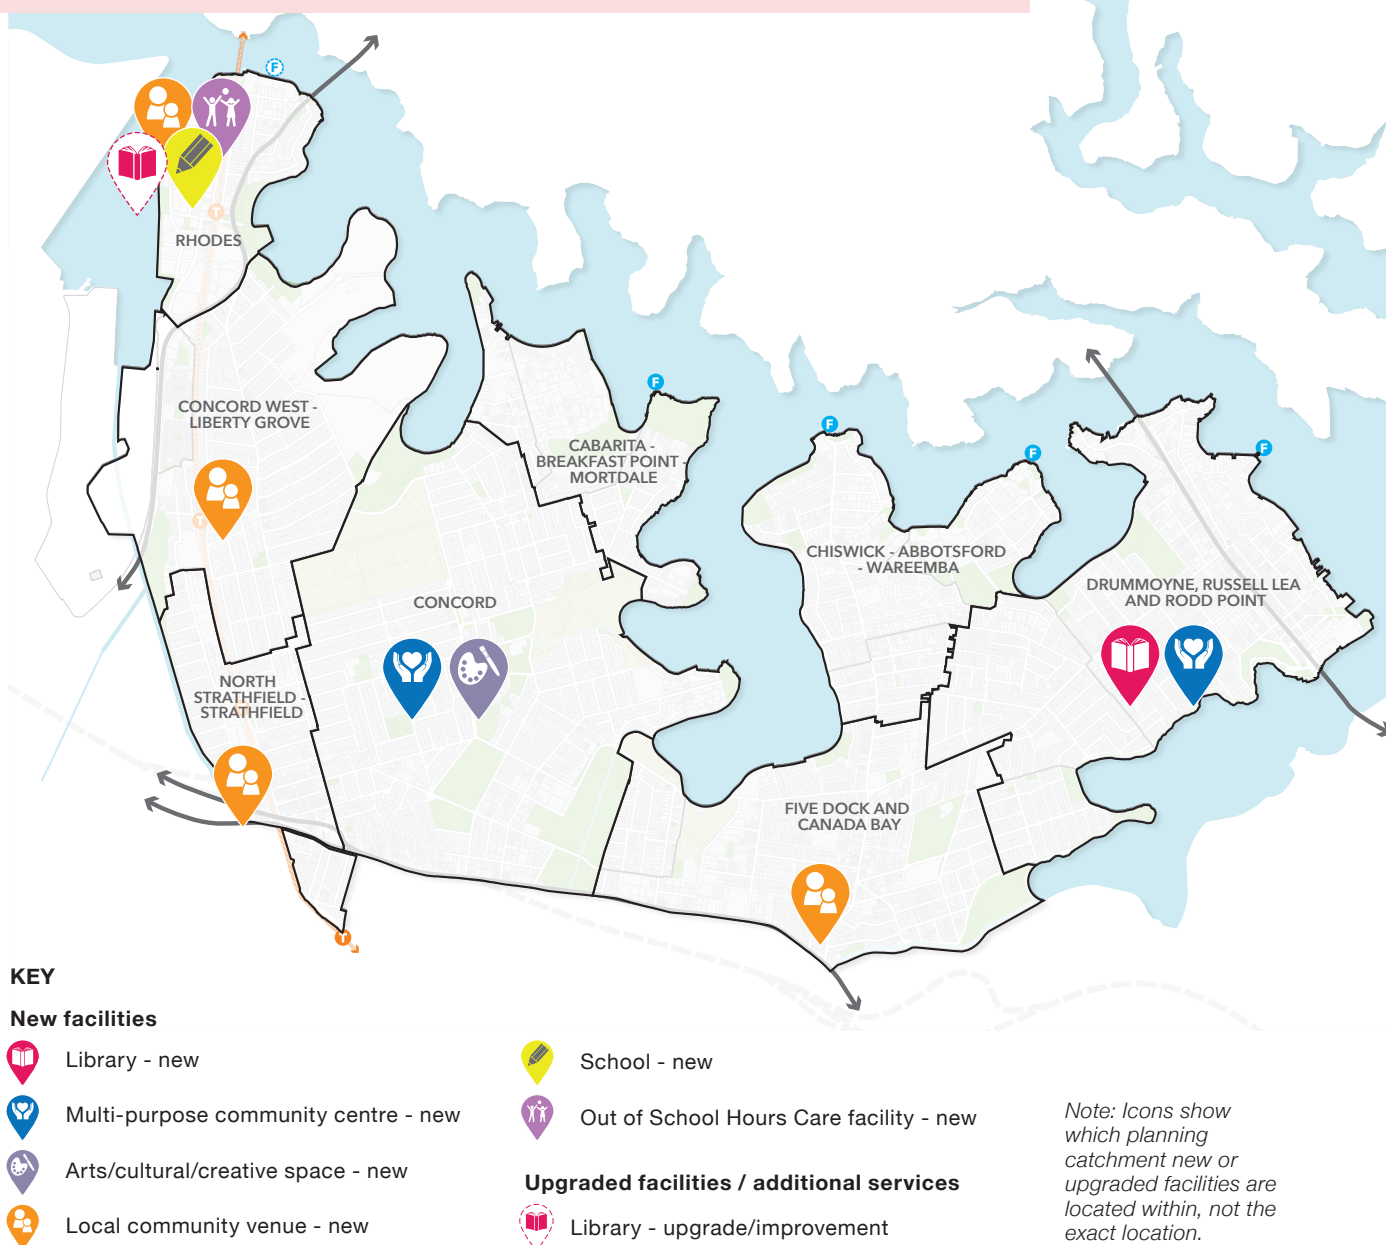 F
T
RHODES
CONCORD WEST -
LIBERTY GROVE
T
F
CABARITA -
BREAKFAST POINT -
MORTDALE
F
F
F
CHISWICK - ABBOTSFORD
- WAREEMBA
DRUMMOYNE, RUSSELL LEA
AND RODD POINT
CONCORD
NORTH
STRATHFIELD -
STRATHFIELD
FIVE DOCK AND
CANADA BAY
T
KEY
New facilities
Library - new
Multi-purpose community centre - new
Arts/cultural/creative space - new
Local community venue - new
School - new
Out of School Hours Care facility - new
Upgraded facilities / additional services
Library - upgrade/improvement
Note: Icons show
which planning
catchment new or
upgraded facilities are
located within, not the
exact location.